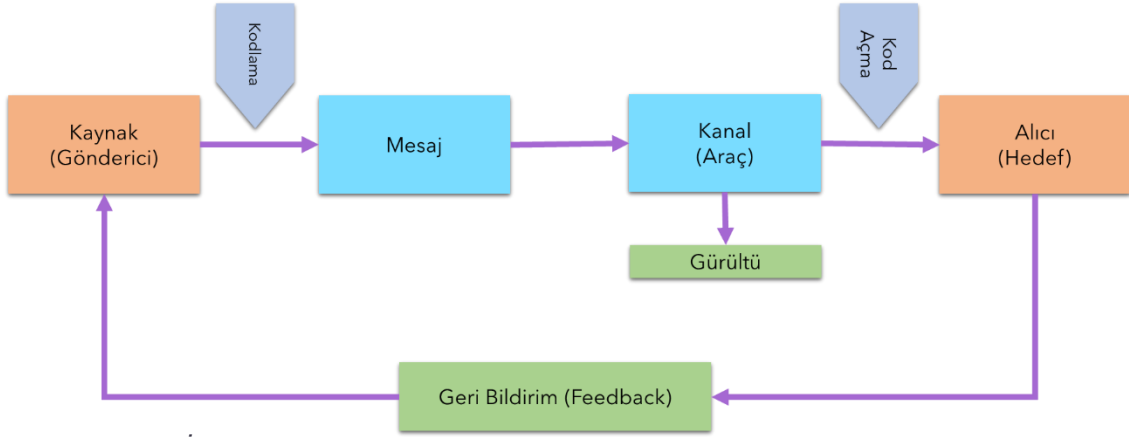 Kodlama
Kod
Açma
Kaynak
(Gönderici)
Mesaj
Kanal
(Araç)
Alıcı
(Hedef)
Gürültü
Geri Bildirim (Feedback)